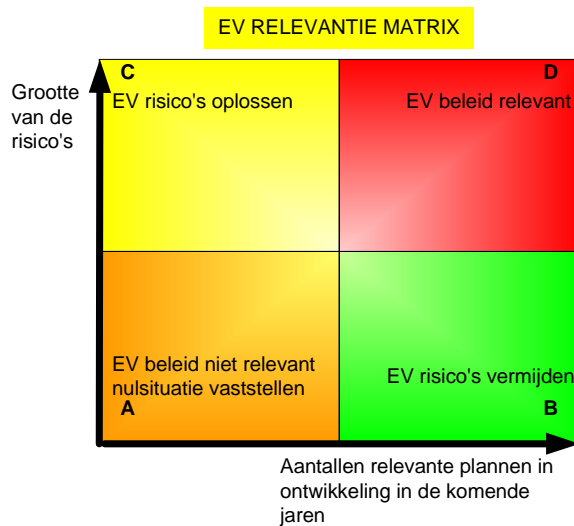 EV RELEVANTIE MATRIX
Grootte
van de
risico's
C
EV risico's oplossen
D
EV beleid relevant
EV beleid niet relevant
nulsituatie vaststellen
A
EV risico's vermijden
B
Aantallen relevante plannen in
ontwikkeling in de komende
jaren